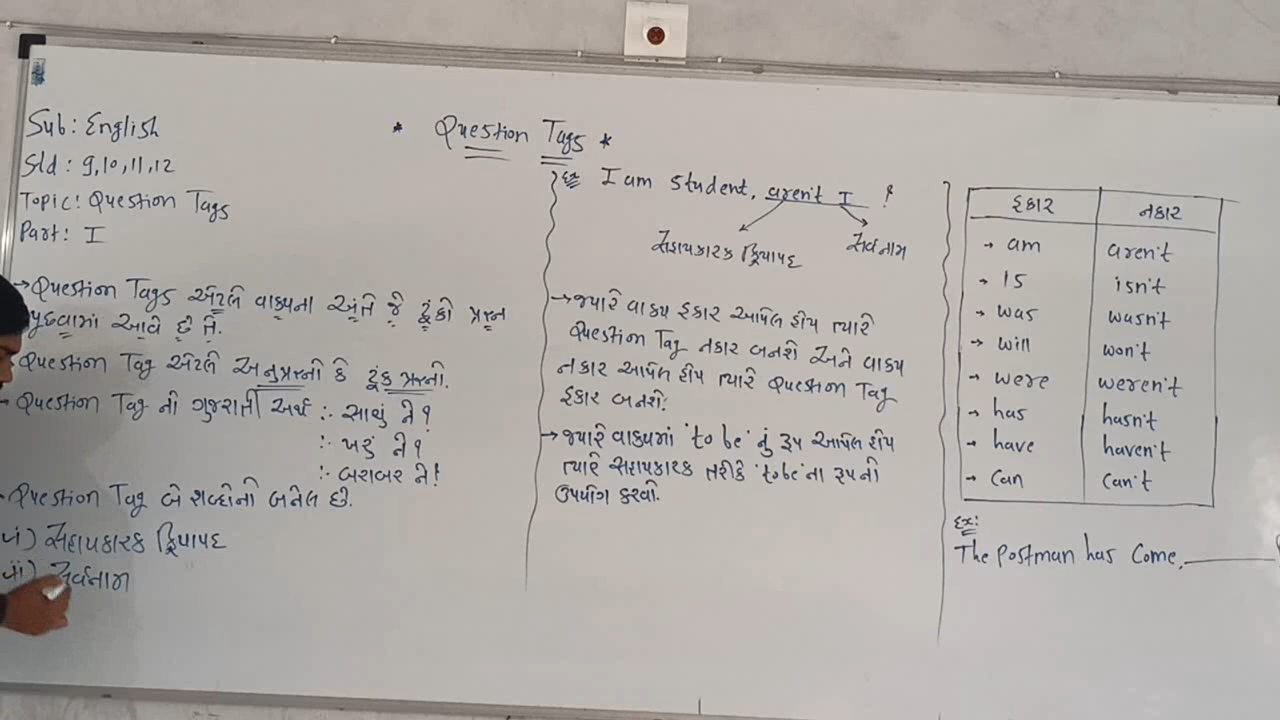 Sub: English
Std: 9,10,11,12
Topic: Question Tags
Part: I
* Question Tags *
→ Question Tags એટલે વાક્યના અંતે જે ટૂંકો પ્રશ્ન
પુછવામાં આવે છે તે.
Question Tag એટલે અનુપ્રશ્નો કે ટૂંક પ્રશ્નો.
- Question Tag નો ગુજરાતી અર્થ :- સાચું ને?
:- ખરું ને?
:- બરાબર ને!
- Question Tag બે શબ્દોનો બનેલ છે.
i) સહાયકારક ક્રિયાપદ
ii) સર્વનામ
Ex I am Student, aren't I ?
સહાયકારક ક્રિયાપદ સર્વનામ
→ જ્યારે વાક્ય હકાર આપેલ હોય ત્યારે
Question Tag નકાર બનશે અને વાક્ય
નકાર આપેલ હોય ત્યારે Question Tag
હકાર બનશે.
→ જ્યારે વાક્યમાં 'to be' નું રૂપ આપેલ હોય
ત્યારે સહાયકારક તરીકે 'to be' ના રૂપનો
ઉપયોગ કરવો.
હકાર નકાર
→ am aren't
→ is isn't
→ was wasn't
→ will won't
→ were weren't
→ has hasn't
→ have haven't
→ can can't
Ex:
The Postman has Come, ______